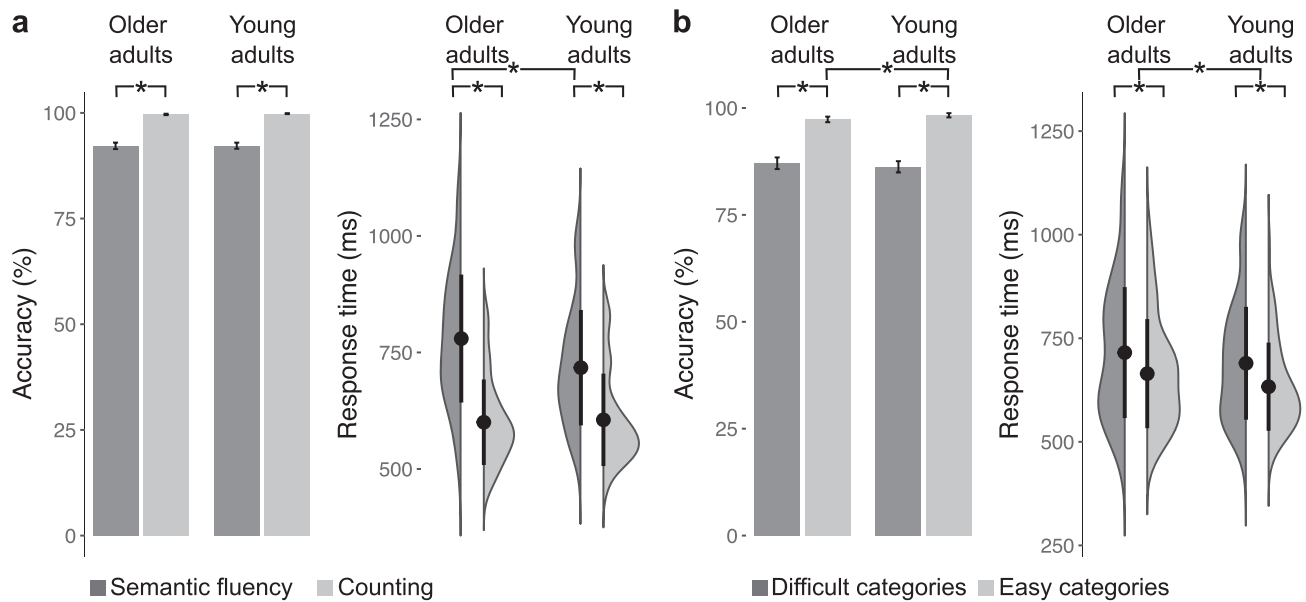 a
Older adults
Young adults
*
*
Accuracy (%)
100
75
50
25
0
Older adults
Young adults
*
*
*
Response time (ms)
1250
1000
750
500
Semantic fluency
Counting
b
Older adults
Young adults
*
*
*
Accuracy (%)
100
75
50
25
0
Older adults
Young adults
*
*
*
Response time (ms)
1250
1000
750
500
250
Difficult categories
Easy categories